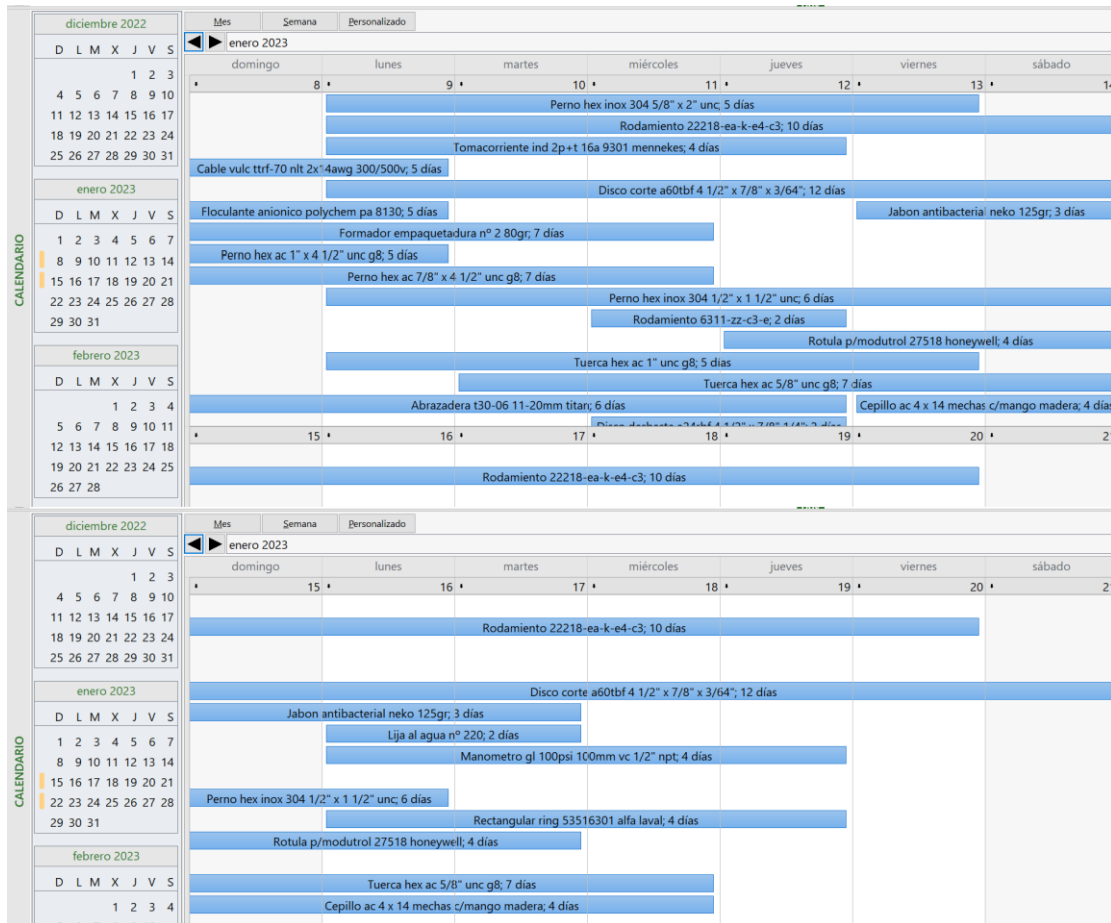 diciembre 2022
D L M X J V S
1 2 3
4 5 6 7 8 9 10
11 12 13 14 15 16 17
18 19 20 21 22 23 24
25 26 27 28 29 30 31
enero 2023
D L M X J V S
1 2 3 4 5 6 7
8 9 10 11 12 13 14
15 16 17 18 19 20 21
22 23 24 25 26 27 28
29 30 31
febrero 2023
D L M X J V S
1 2 3 4
5 6 7 8 9 10 11
12 13 14 15 16 17 18
19 20 21 22 23 24 25
26 27 28
CALENDARIO
Mes Semana Personalizado
enero 2023
domingo lunes martes miércoles jueves viernes sábado
8 9 10 11 12 13 14
Perno hex inox 304 5/8" x 2" unc; 5 días
Rodamiento 22218-ea-k-e4-c3; 10 días
Tomacorriente ind 2p+t 16a 9301 mennekes; 4 días
Cable vulc ttrf-70 nlt 2x14awg 300/500v; 5 días
Disco corte a60tbf 4 1/2" x 7/8" x 3/64"; 12 días
Floculante anionico polychem pa 8130; 5 días Jabon antibacterial neko 125gr; 3 días
Formador empaquetadura nº 2 80gr; 7 días
Perno hex ac 1" x 4 1/2" unc g8; 5 días
Perno hex ac 7/8" x 4 1/2" unc g8; 7 días
Perno hex inox 304 1/2" x 1 1/2" unc; 6 días
Rodamiento 6311-zz-c3-e; 2 días
Rotula p/modutrol 27518 honeywell; 4 días
Tuerca hex ac 1" unc g8; 5 días
Tuerca hex ac 5/8" unc g8; 7 días
Abrazadera t30-06 11-20mm titan; 6 días Cepillo ac 4 x 14 mechas c/mango madera; 4 días
15 16 17 18 19 20 21
Rodamiento 22218-ea-k-e4-c3; 10 días
diciembre 2022
D L M X J V S
1 2 3
4 5 6 7 8 9 10
11 12 13 14 15 16 17
18 19 20 21 22 23 24
25 26 27 28 29 30 31
enero 2023
D L M X J V S
1 2 3 4 5 6 7
8 9 10 11 12 13 14
15 16 17 18 19 20 21
22 23 24 25 26 27 28
29 30 31
febrero 2023
D L M X J V S
1 2 3 4
CALENDARIO
Mes Semana Personalizado
enero 2023
domingo lunes martes miércoles jueves viernes sábado
15 16 17 18 19 20 21
Rodamiento 22218-ea-k-e4-c3; 10 días
Disco corte a60tbf 4 1/2" x 7/8" x 3/64"; 12 días
Jabon antibacterial neko 125gr; 3 días
Lija al agua nº 220; 2 días
Manometro gl 100psi 100mm vc 1/2" npt; 4 días
Perno hex inox 304 1/2" x 1 1/2" unc; 6 días
Rectangular ring 53516301 alfa laval; 4 días
Rotula p/modutrol 27518 honeywell; 4 días
Tuerca hex ac 5/8" unc g8; 7 días
Cepillo ac 4 x 14 mechas c/mango madera; 4 días